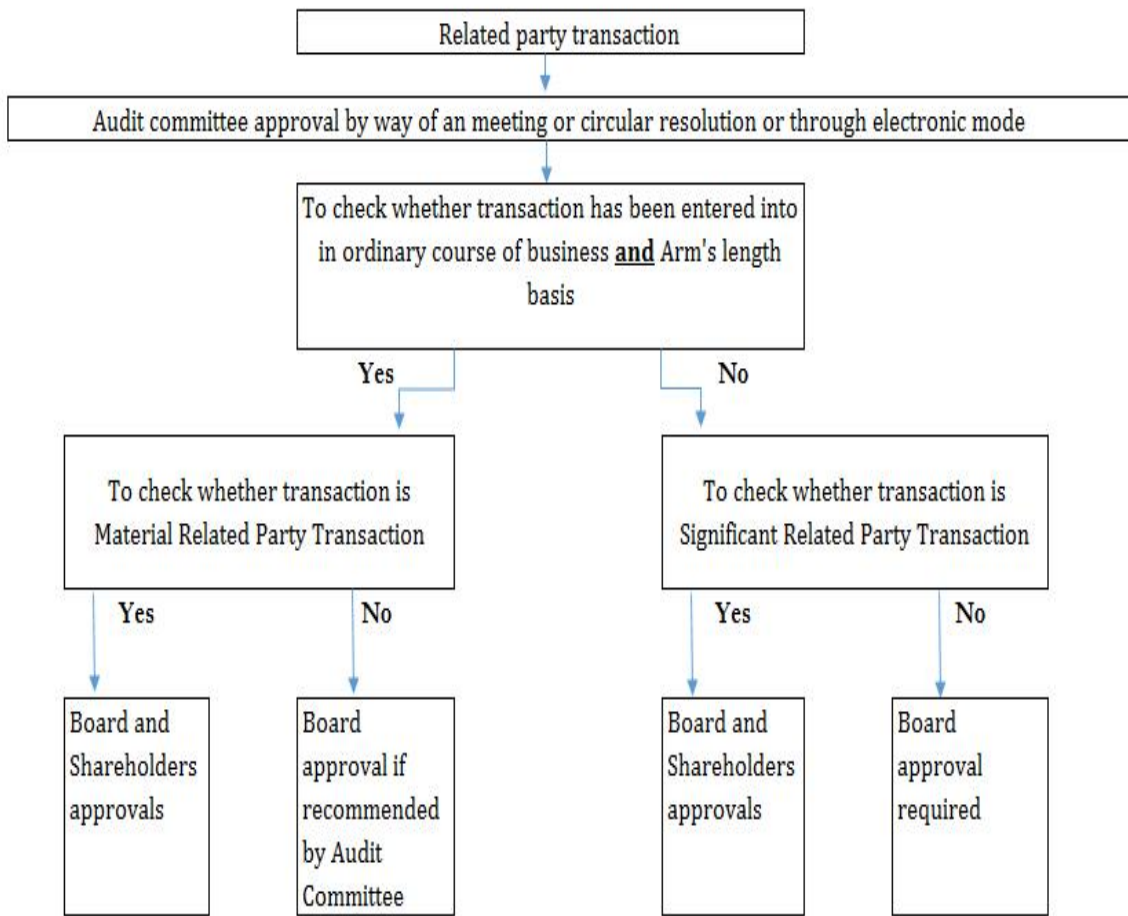 Related party transaction
Audit committee approval by way of an meeting or circular resolution or through electronic mode
To check whether transaction has been entered into
in ordinary course of business and Arm's length
basis
Yes
No
To check whether transaction is
Material Related Party Transaction
To check whether transaction is
Significant Related Party Transaction
Yes
No
Yes
No
Board and
Shareholders
approvals
Board
approval if
recommended
by Audit
Committee
Board and
Shareholders
approvals
Board
approval
required